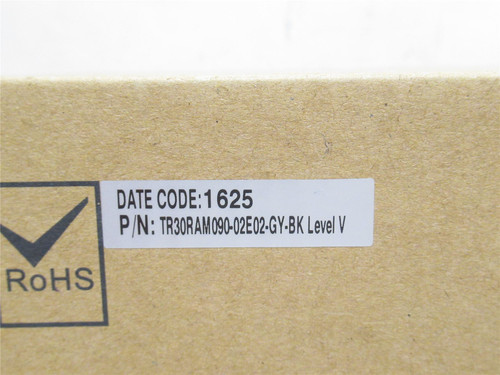 DATE CODE:1625
P/N: TR30RAM090-02E02-GY-BK Level V
RoHS